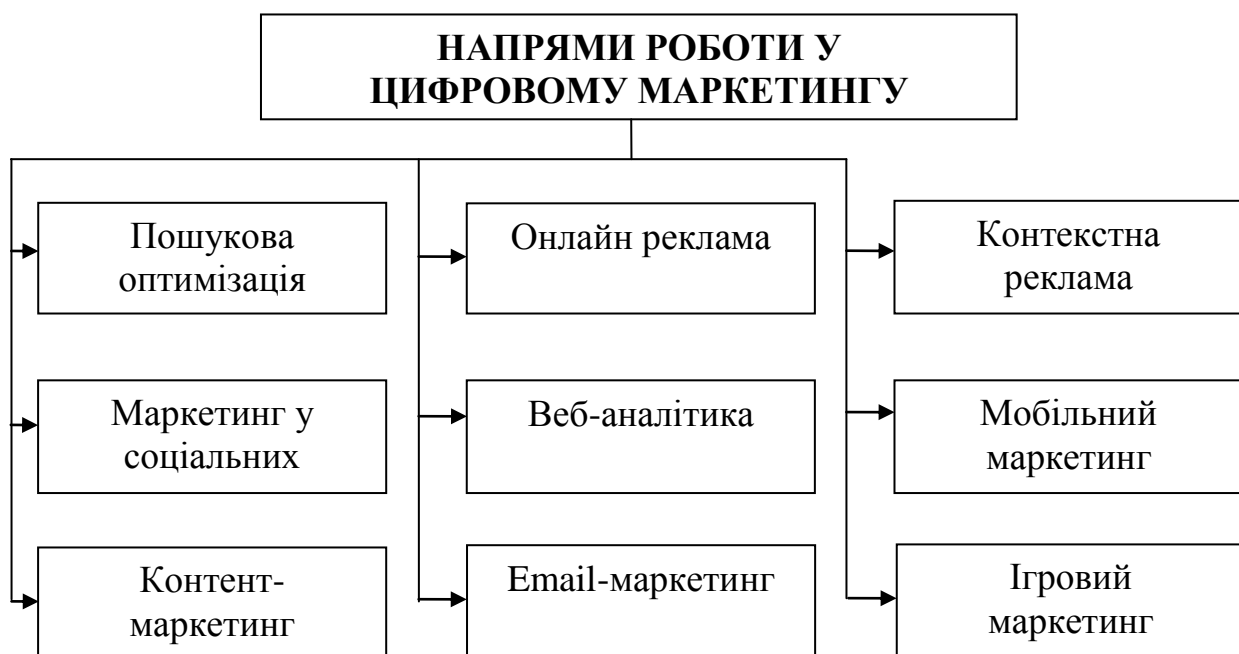 НАПРЯМИ РОБОТИ У
ЦИФРОВОМУ МАРКЕТИНГУ
Пошукова
оптимізація
Онлайн реклама
Контекстна
реклама
Маркетинг у
соціальних
Веб-аналітика
Мобільний
маркетинг
Контент-
маркетинг
Email-маркетинг
Ігровий
маркетинг